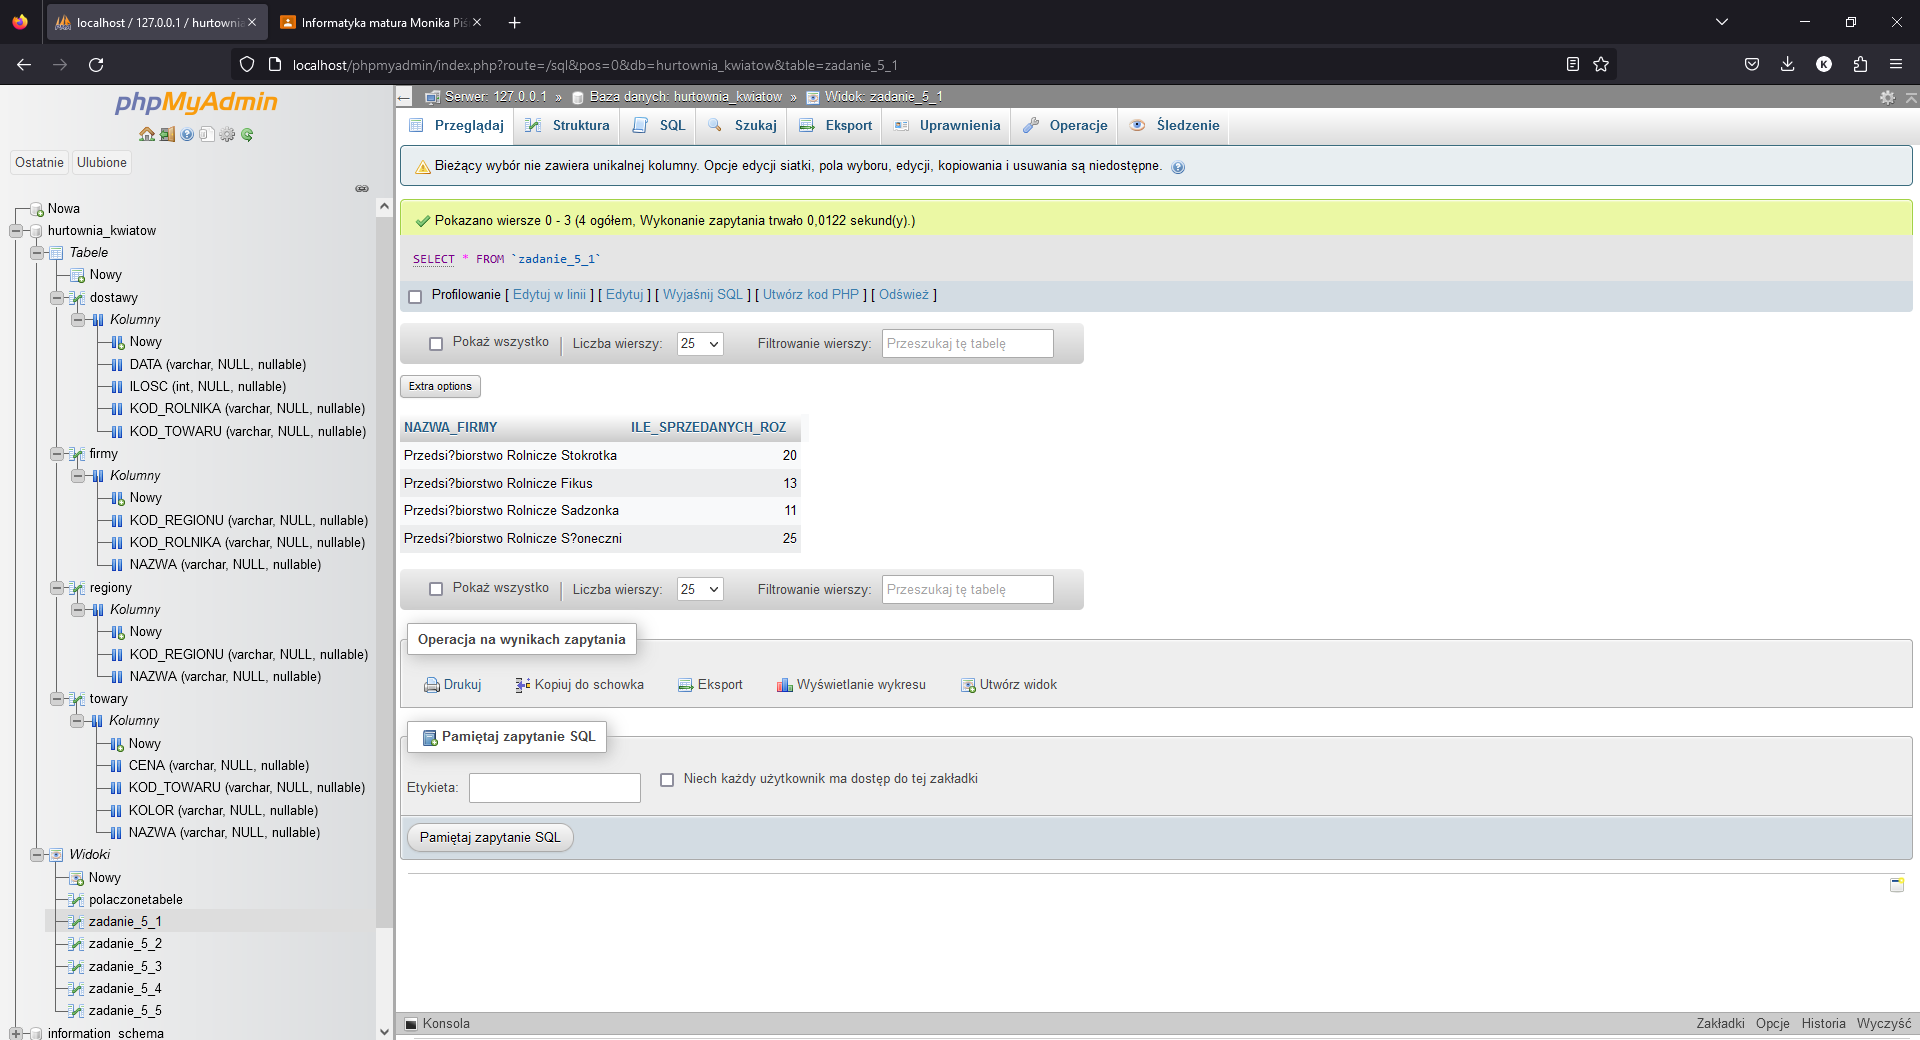 localhost / 127.0.0.1 / hurtownia
Informatyka matura Monika Piś
localhost/phpmyadmin/index.php?route=/sql&pos=0&db=hurtownia_kwiatow&table=zadanie_5_1
K
phpMyAdmin
Ostatnie Ulubione
Nowa
hurtownia_kwiatow
Tabele
Nowy
dostawy
Kolumny
Nowy
DATA (varchar, NULL, nullable)
ILOSC (int, NULL, nullable)
KOD_ROLNIKA (varchar, NULL, nullable)
KOD_TOWARU (varchar, NULL, nullable)
firmy
Kolumny
Nowy
KOD_REGIONU (varchar, NULL, nullable)
KOD_ROLNIKA (varchar, NULL, nullable)
NAZWA (varchar, NULL, nullable)
regiony
Kolumny
Nowy
KOD_REGIONU (varchar, NULL, nullable)
NAZWA (varchar, NULL, nullable)
towary
Kolumny
Nowy
CENA (varchar, NULL, nullable)
KOD_TOWARU (varchar, NULL, nullable)
KOLOR (varchar, NULL, nullable)
NAZWA (varchar, NULL, nullable)
Widoki
Nowy
polaczonetabele
zadanie_5_1
zadanie_5_2
zadanie_5_3
zadanie_5_4
zadanie_5_5
information_schema
Serwer: 127.0.0.1 » Baza danych: hurtownia_kwiatow » Widok: zadanie_5_1
Przeglądaj Struktura SQL Szukaj Eksport Uprawnienia Operacje Śledzenie
Bieżący wybór nie zawiera unikalnej kolumny. Opcje edycji siatki, pola wyboru, edycji, kopiowania i usuwania są niedostępne.
Pokazano wiersze 0 - 3 (4 ogółem, Wykonanie zapytania trwało 0,0122 sekund(y).)
SELECT * FROM `zadanie_5_1`
Profilowanie [ Edytuj w linii ] [ Edytuj ] [ Wyjaśnij SQL ] [ Utwórz kod PHP ] [ Odśwież ]
Pokaż wszystko Liczba wierszy: 25 Filtrowanie wierszy: Przeszukaj tę tabelę
Extra options
NAZWA_FIRMY ILE_SPRZEDANYCH_ROZ
Przedsi?biorstwo Rolnicze Stokrotka 20
Przedsi?biorstwo Rolnicze Fikus 13
Przedsi?biorstwo Rolnicze Sadzonka 11
Przedsi?biorstwo Rolnicze S?oneczni 25
Pokaż wszystko Liczba wierszy: 25 Filtrowanie wierszy: Przeszukaj tę tabelę
Operacja na wynikach zapytania
Drukuj Kopiuj do schowka Eksport Wyświetlanie wykresu Utwórz widok
Pamiętaj zapytanie SQL
Etykieta: Niech każdy użytkownik ma dostęp do tej zakładki
Pamiętaj zapytanie SQL
Konsola Zakładki Opcje Historia Wyczyść